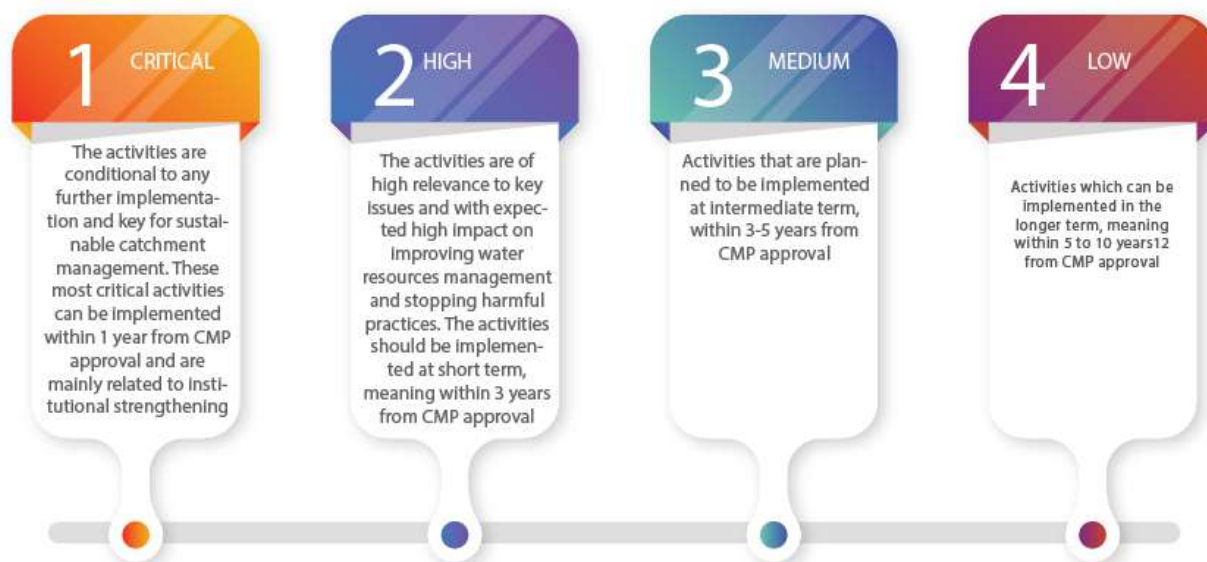 1 CRITICAL
The activities are
conditional to any
further implementa-
tion and key for sustai-
nable catchment
management. These
most critical activities
can be implemented
within 1 year from CMP
approval and are
mainly related to insti-
tutional strengthening
2 HIGH
The activities are of
high relevance to key
issues and with expec-
ted high impact on
improving water
resources management
and stopping harmful
practices. The activities
should be implemen-
ted at short term,
meaning within 3 years
from CMP approval
3 MEDIUM
Activities that are plan-
ned to be implemented
at intermediate term,
within 3-5 years from
CMP approval
4 LOW
Activities which can be
implemented in the
longer term, meaning
within 5 to 10 years12
from CMP approval